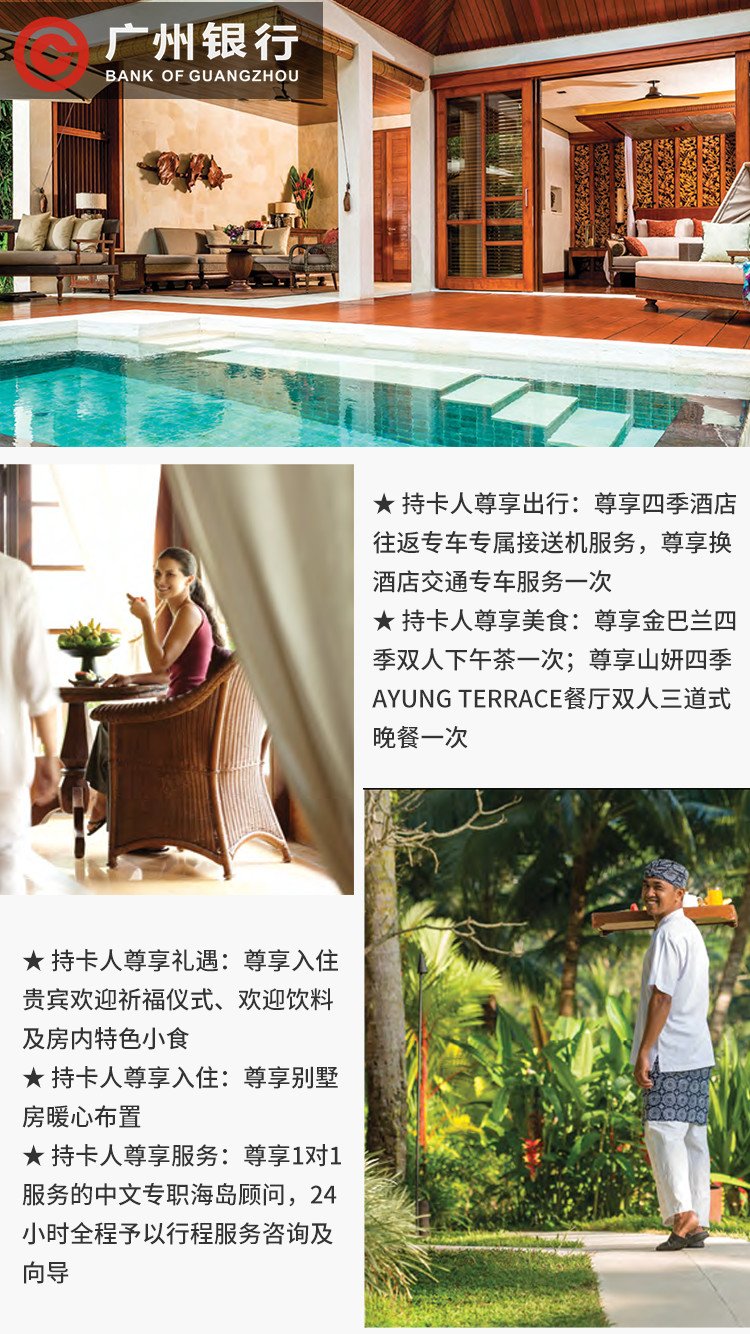 广州银行
BANK OF GUANGZHOU
★ 持卡人尊享出行：尊享四季酒店
往返专车专属接送机服务，尊享换
酒店交通专车服务一次
★ 持卡人尊享美食：尊享金巴兰四
季双人下午茶一次；尊享山妍四季
AYUNG TERRACE餐厅双人三道式
晚餐一次
★ 持卡人尊享礼遇：尊享入住
贵宾欢迎祈福仪式、欢迎饮料
及房内特色小食
★ 持卡人尊享入住：尊享别墅
房暖心布置
★ 持卡人尊享服务：尊享1对1
服务的中文专职海岛顾问，24
小时全程予以行程服务咨询及
向导